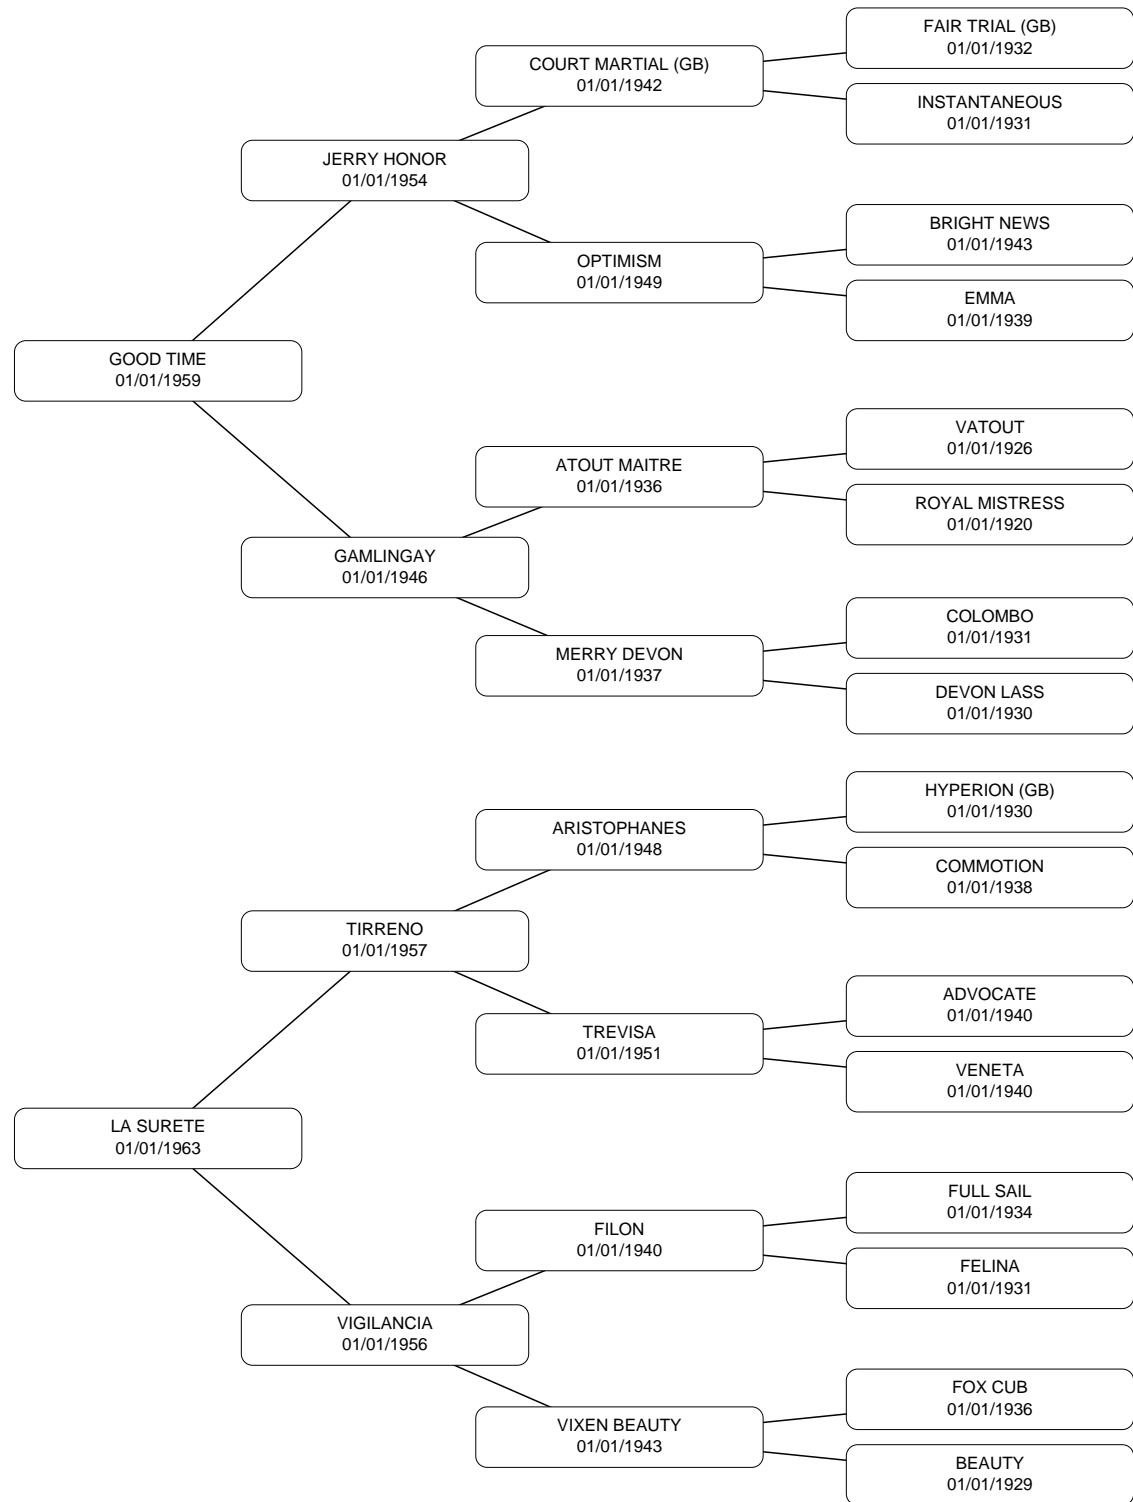 FAIR TRIAL (GB)
01/01/1932
COURT MARTIAL (GB)
01/01/1942
INSTANTANEOUS
01/01/1931
JERRY HONOR
01/01/1954
BRIGHT NEWS
01/01/1943
OPTIMISM
01/01/1949
EMMA
01/01/1939
GOOD TIME
01/01/1959
VATOUT
01/01/1926
ATOUT MAITRE
01/01/1936
ROYAL MISTRESS
01/01/1920
GAMLINGAY
01/01/1946
COLOMBO
01/01/1931
MERRY DEVON
01/01/1937
DEVON LASS
01/01/1930
HYPERION (GB)
01/01/1930
ARISTOPHANES
01/01/1948
COMMOTION
01/01/1938
TIRRENO
01/01/1957
ADVOCATE
01/01/1940
TREVISA
01/01/1951
VENETA
01/01/1940
LA SURETE
01/01/1963
FULL SAIL
01/01/1934
FILON
01/01/1940
FELINA
01/01/1931
VIGILANCIA
01/01/1956
FOX CUB
01/01/1936
VIXEN BEAUTY
01/01/1943
BEAUTY
01/01/1929